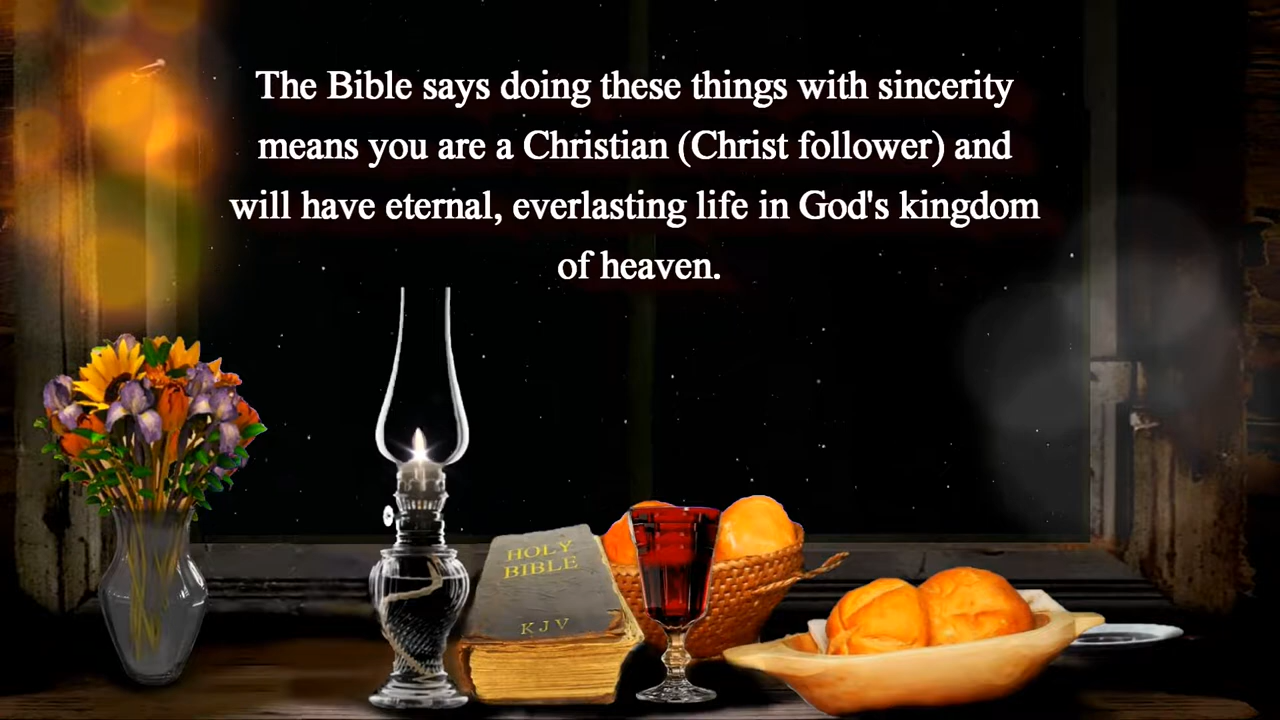 The Bible says doing these things with sincerity
means you are a Christian (Christ follower) and
will have eternal, everlasting life in God's kingdom
of heaven.
HOLY
BIBLE
KJV